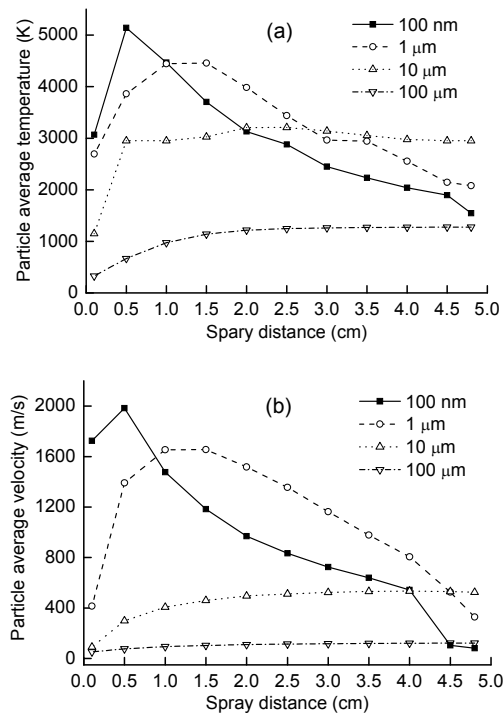 (a)
100 nm
1 μm
10 μm
100 μm
Particle average temperature (K)
5000
4000
3000
2000
1000
0
0.0 0.5 1.0 1.5 2.0 2.5 3.0 3.5 4.0 4.5 5.0
Spary distance (cm)
(b)
100 nm
1 μm
10 μm
100 μm
Particle average velocity (m/s)
2000
1600
1200
800
400
0
0.0 0.5 1.0 1.5 2.0 2.5 3.0 3.5 4.0 4.5 5.0
Spray distance (cm)